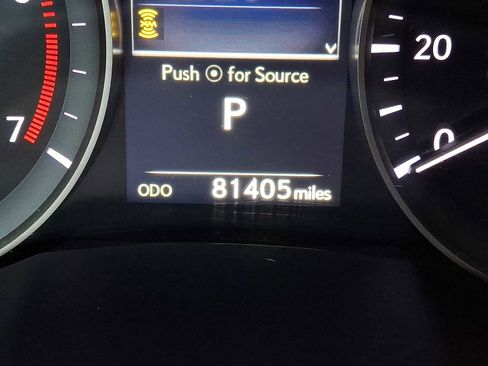 Push ⦿ for Source
20
P
7
0
ODO 81405 miles